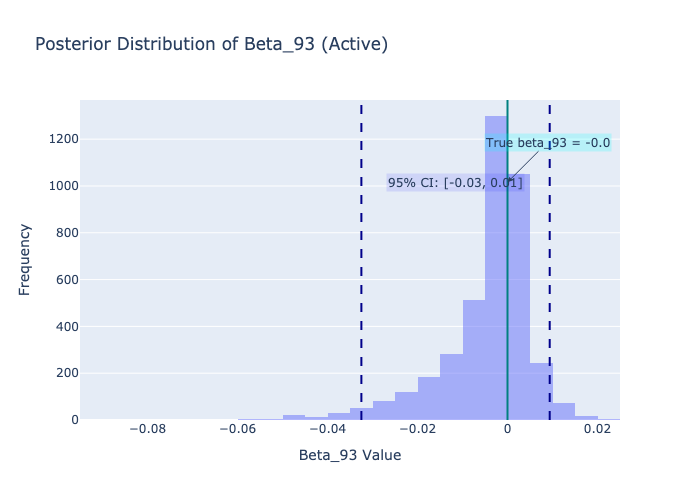 Posterior Distribution of Beta_93 (Active)
1200
1000
800
600
400
200
0
Frequency
True beta_93 = -0.0
95% CI: [-0.03, 0.01]
−0.08
−0.06
−0.04
−0.02
0
0.02
Beta_93 Value